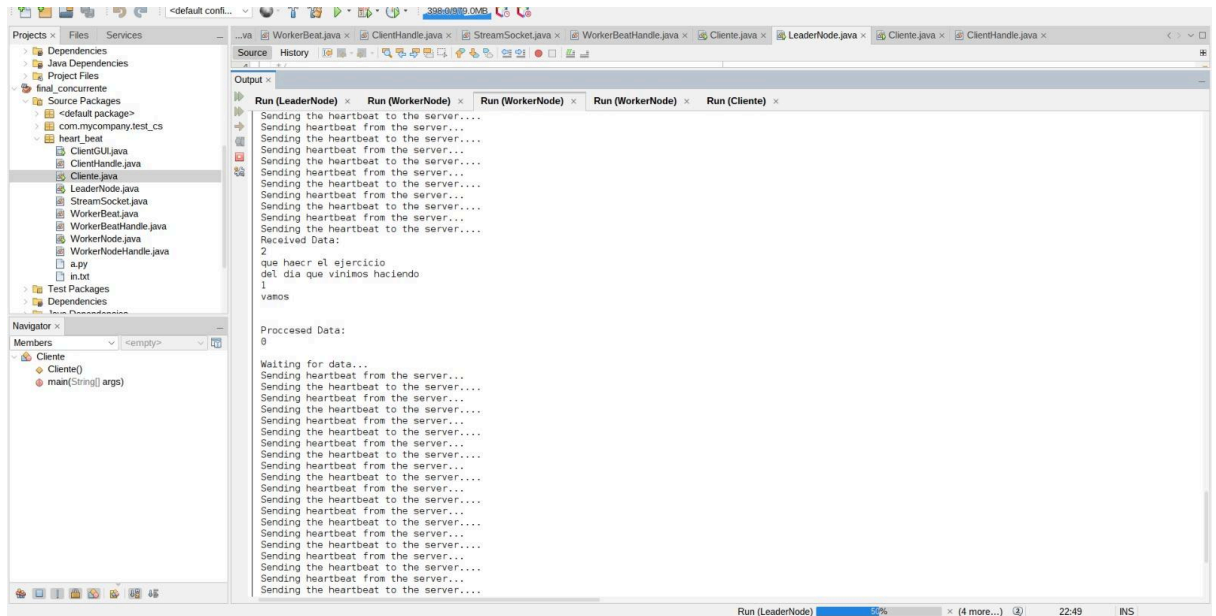 <default confi...
398.0/979.0MB
Projects × Files Services
...va WorkerBeat.java × ClientHandle.java × StreamSocket.java × WorkerBeatHandle.java × Cliente.java × LeaderNode.java × Cliente.java × ClientHandle.java ×
Dependencies
Java Dependencies
Project Files
final_concurrente
Source Packages
<default package>
com.mycompany.test_cs
heart_beat
ClientGUI.java
ClientHandle.java
Cliente.java
LeaderNode.java
StreamSocket.java
WorkerBeat.java
WorkerBeatHandle.java
WorkerNode.java
WorkerNodeHandle.java
a.py
in.txt
Test Packages
Dependencies
Java Dependencies
Navigator ×
Members <empty>
Cliente
Cliente()
main(String[] args)
Source History
Output ×
Run (LeaderNode) × Run (WorkerNode) × Run (WorkerNode) × Run (WorkerNode) × Run (Cliente) ×
Sending the heartbeat to the server....
Sending heartbeat from the server...
Sending the heartbeat to the server....
Sending heartbeat from the server...
Sending the heartbeat to the server....
Sending heartbeat from the server...
Sending the heartbeat to the server....
Sending heartbeat from the server...
Sending the heartbeat to the server....
Sending heartbeat from the server...
Sending the heartbeat to the server....
Received Data:
2
que haecr el ejercicio
del dia que vinimos haciendo
1
vamos
Proccesed Data:
0
Waiting for data...
Sending heartbeat from the server...
Sending the heartbeat to the server....
Sending heartbeat from the server...
Sending the heartbeat to the server....
Sending heartbeat from the server...
Sending the heartbeat to the server....
Sending heartbeat from the server...
Sending the heartbeat to the server....
Sending heartbeat from the server...
Sending the heartbeat to the server....
Sending heartbeat from the server...
Sending the heartbeat to the server....
Sending heartbeat from the server...
Sending the heartbeat to the server....
Sending heartbeat from the server...
Sending the heartbeat to the server....
Sending heartbeat from the server...
Sending the heartbeat to the server....
Sending heartbeat from the server...
Sending the heartbeat to the server....
Run (LeaderNode) 50% × (4 more...) 2 22:49 INS